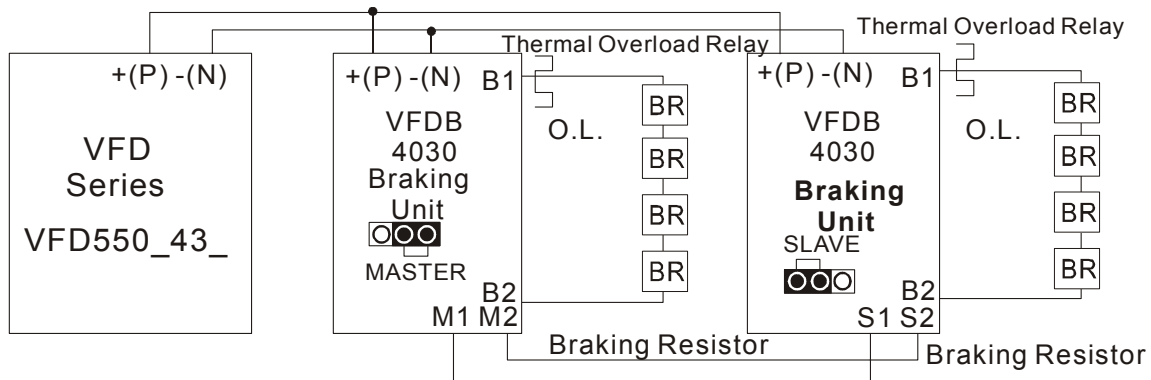 Thermal Overload Relay
Thermal Overload Relay
+(P) -(N)
VFD
Series
VFD550_43_
+(P) -(N)
B1
VFDB
4030
Braking
Unit
MASTER
B2
M1 M2
O.L.
BR
BR
BR
BR
Braking Resistor
+(P) -(N)
B1
VFDB
4030
Braking
Unit
SLAVE
B2
S1 S2
O.L.
BR
BR
BR
BR
Braking Resistor